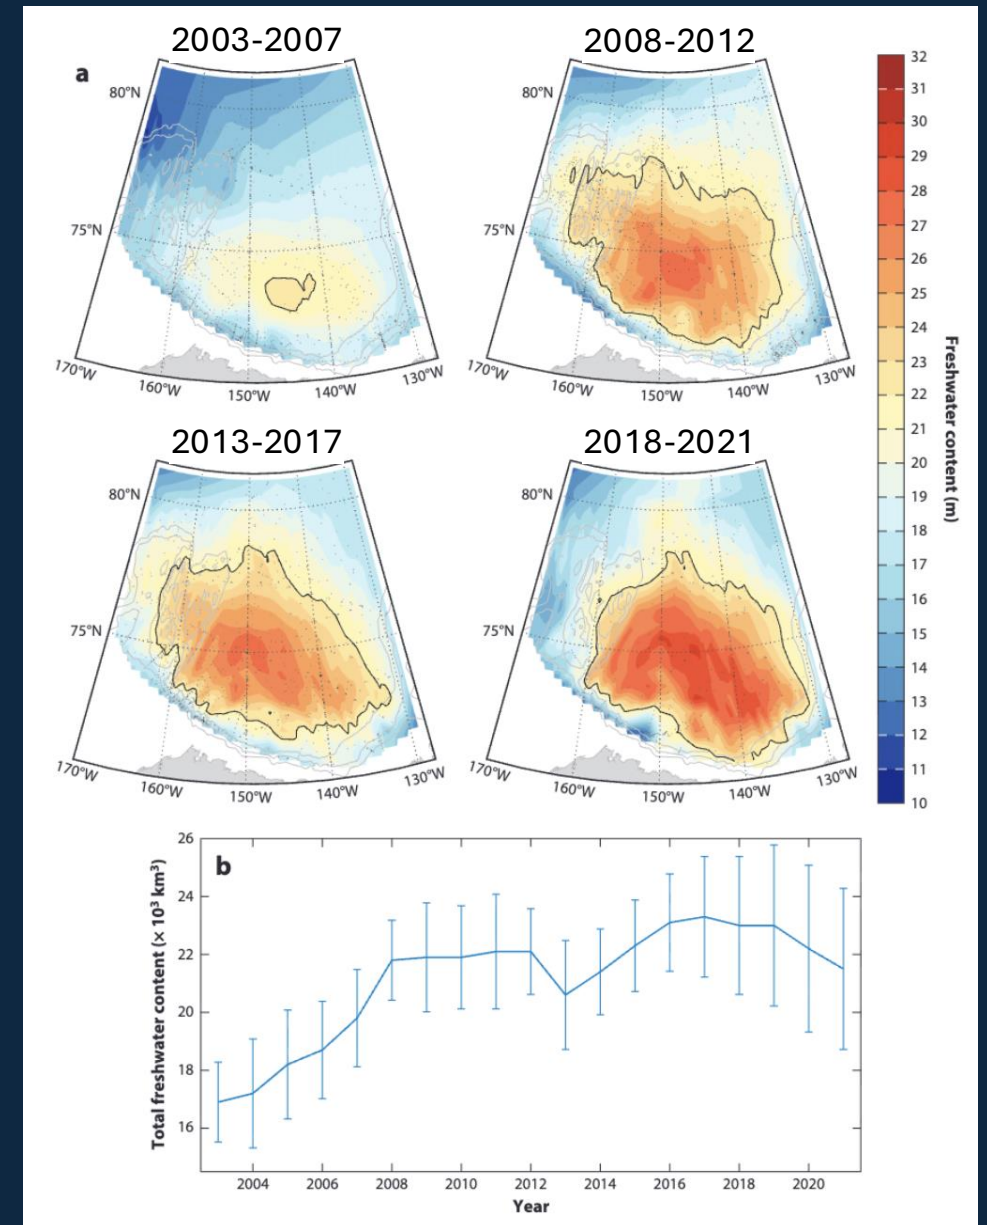 2003-2007
2008-2012
a
80°N
75°N
170°W
160°W
150°W
140°W
130°W
80°N
75°N
170°W
160°W
150°W
140°W
130°W
2013-2017
2018-2021
80°N
75°N
170°W
160°W
150°W
140°W
130°W
80°N
75°N
170°W
160°W
150°W
140°W
130°W
32
31
30
29
28
27
26
25
24
23
22
21
20
19
18
17
16
15
14
13
12
11
10
Freshwater content (m)
b
Total freshwater content (× 10³ km³)
26
24
22
20
18
16
2004
2006
2008
2010
2012
2014
2016
2018
2020
Year